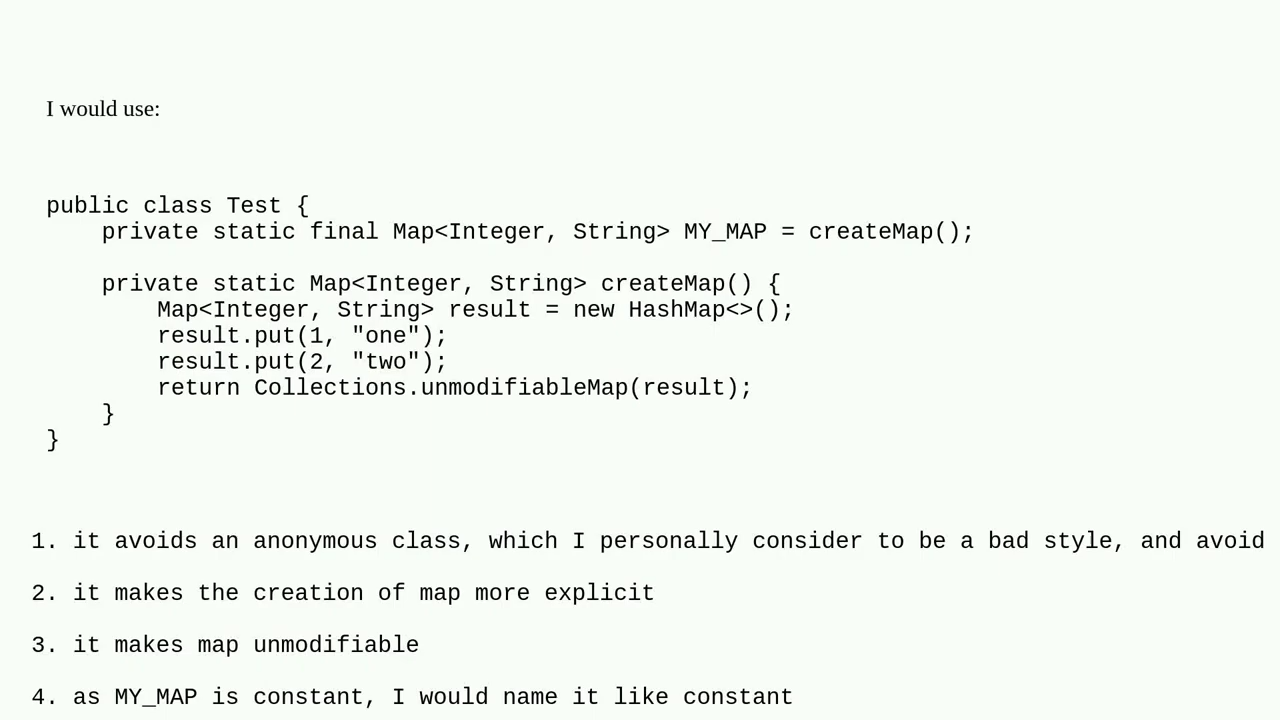 I would use:
public class Test {
    private static final Map<Integer, String> MY_MAP = createMap();
    private static Map<Integer, String> createMap() {
        Map<Integer, String> result = new HashMap<>();
        result.put(1, "one");
        result.put(2, "two");
        return Collections.unmodifiableMap(result);
    }
}
1. it avoids an anonymous class, which I personally consider to be a bad style, and avoid
2. it makes the creation of map more explicit
3. it makes map unmodifiable
4. as MY_MAP is constant, I would name it like constant